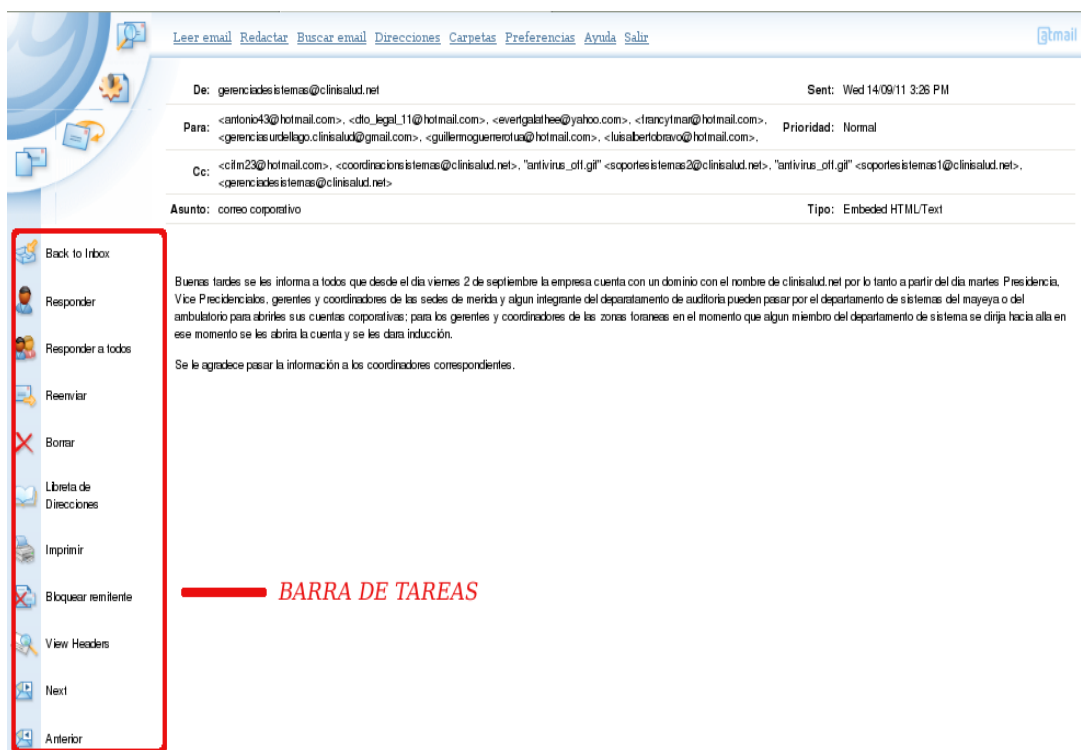 Leer email Redactar Buscar email Direcciones Carpetas Preferencias Ayuda Salir
@tmail
De: gerenciadesistemas@clinisalud.net Sent: Wed 14/09/11 3:26 PM
Para: <antonio43@hotmail.com>, <dto_legal_11@hotmail.com>, <evertgalathee@yahoo.com>, <francytmar@hotmail.com>,
<gerenciasurdellago.clinisalud@gmail.com>, <guillermoguerrerotua@hotmail.com>, <luisalbertobravo@hotmail.com>,
Prioridad: Normal
Cc: <cifm23@hotmail.com>, <coordinacionsistemas@clinisalud.net>, "antivirus_off.gif" <soportesistemas2@clinisalud.net>, "antivirus_off.gif" <soportesistemas1@clinisalud.net>,
<gerenciadesistemas@clinisalud.net>
Asunto: correo corporativo Tipo: Embeded HTML/Text
Buenas tardes se les informa a todos que desde el dia viernes 2 de septiembre la empresa cuenta con un dominio con el nombre de clinisalud.net por lo tanto a partir del dia martes Presidencia,
Vice Precidencialos, gerentes y coordinadores de las sedes de merida y algun integrante del deparatamento de auditoria pueden pasar por el departamento de sistemas del mayeya o del
ambulatorio para abrirles sus cuentas corporativas; para los gerentes y coordinadores de las zonas foraneas en el momento que algun miembro del departamento de sistema se dirija hacia alla en
ese momento se les abrira la cuenta y se les dara inducción.
Se le agradece pasar la información a los coordinadores correspondientes.
Back to Inbox
Responder
Responder a todos
Reenviar
Borrar
Libreta de
Direcciones
Imprimir
Bloquear remitente
View Headers
Next
Anterior
BARRA DE TAREAS